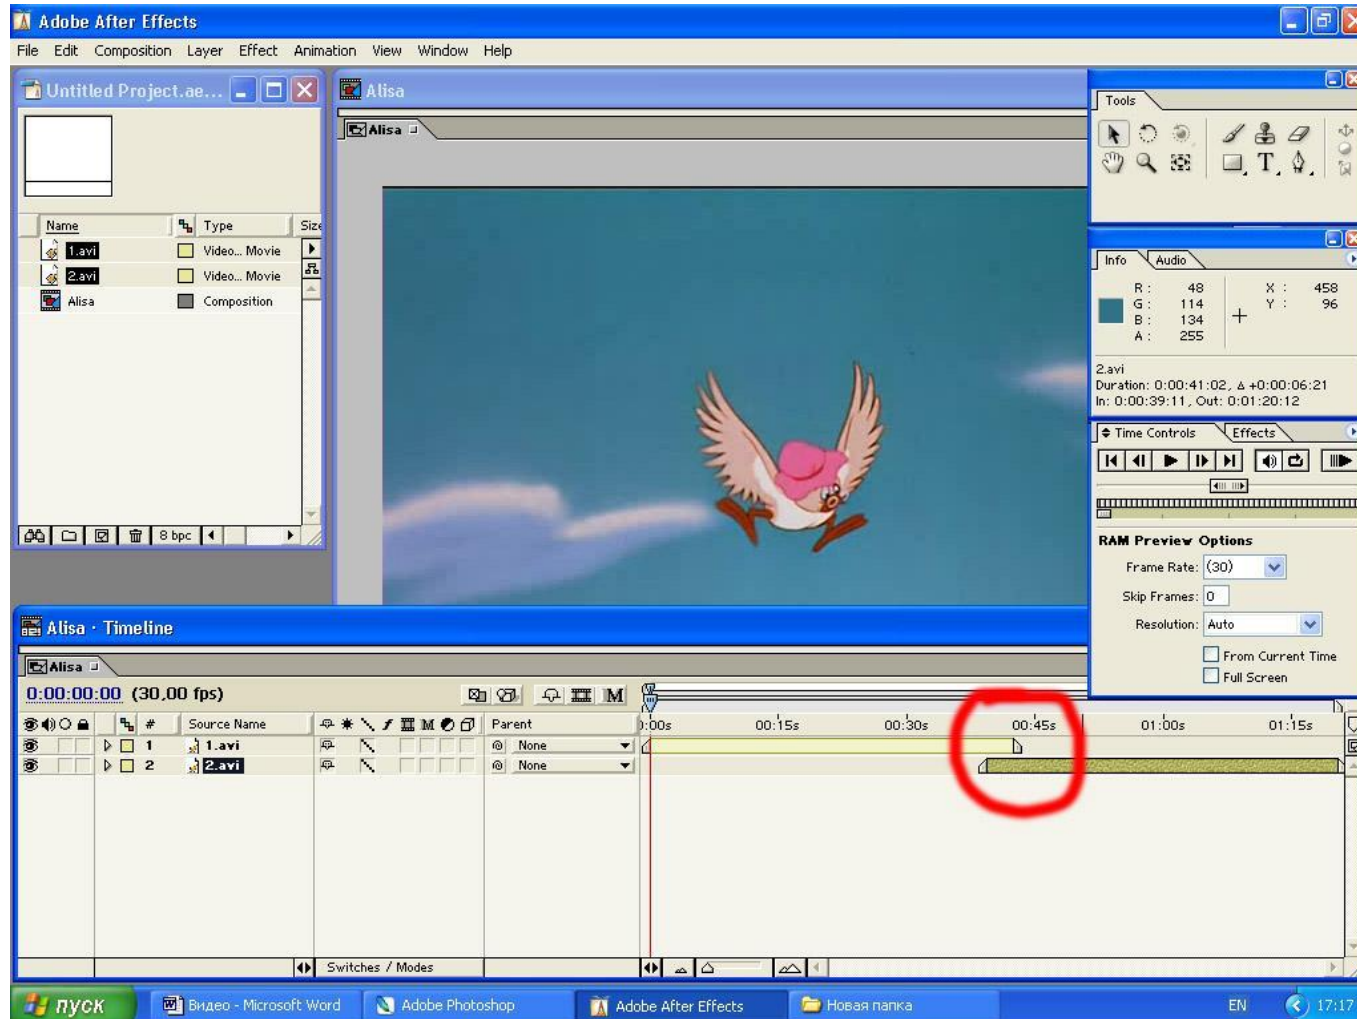 Adobe After Effects
File Edit Composition Layer Effect Animation View Window Help
Untitled Project.ae...
Alisa
Alisa
Name Type Size
1.avi Video... Movie
2.avi Video... Movie
Alisa Composition
8 bpc
Tools
T
Info Audio
R : 48 X : 458
G : 114 Y : 96
B : 134
A : 255
2.avi
Duration: 0:00:41:02, Δ +0:00:06:21
In: 0:00:39:11, Out: 0:01:20:12
Time Controls Effects
RAM Preview Options
Frame Rate: (30)
Skip Frames: 0
Resolution: Auto
From Current Time
Full Screen
Alisa · Timeline
Alisa
0:00:00:00 (30,00 fps) M
# Source Name M Parent
):00s 00:15s 00:30s 00:45s 01:00s 01:15s
1 1.avi None
2 2.avi None
Switches / Modes
пуск Видео - Microsoft Word Adobe Photoshop Adobe After Effects Новая папка EN 17:17